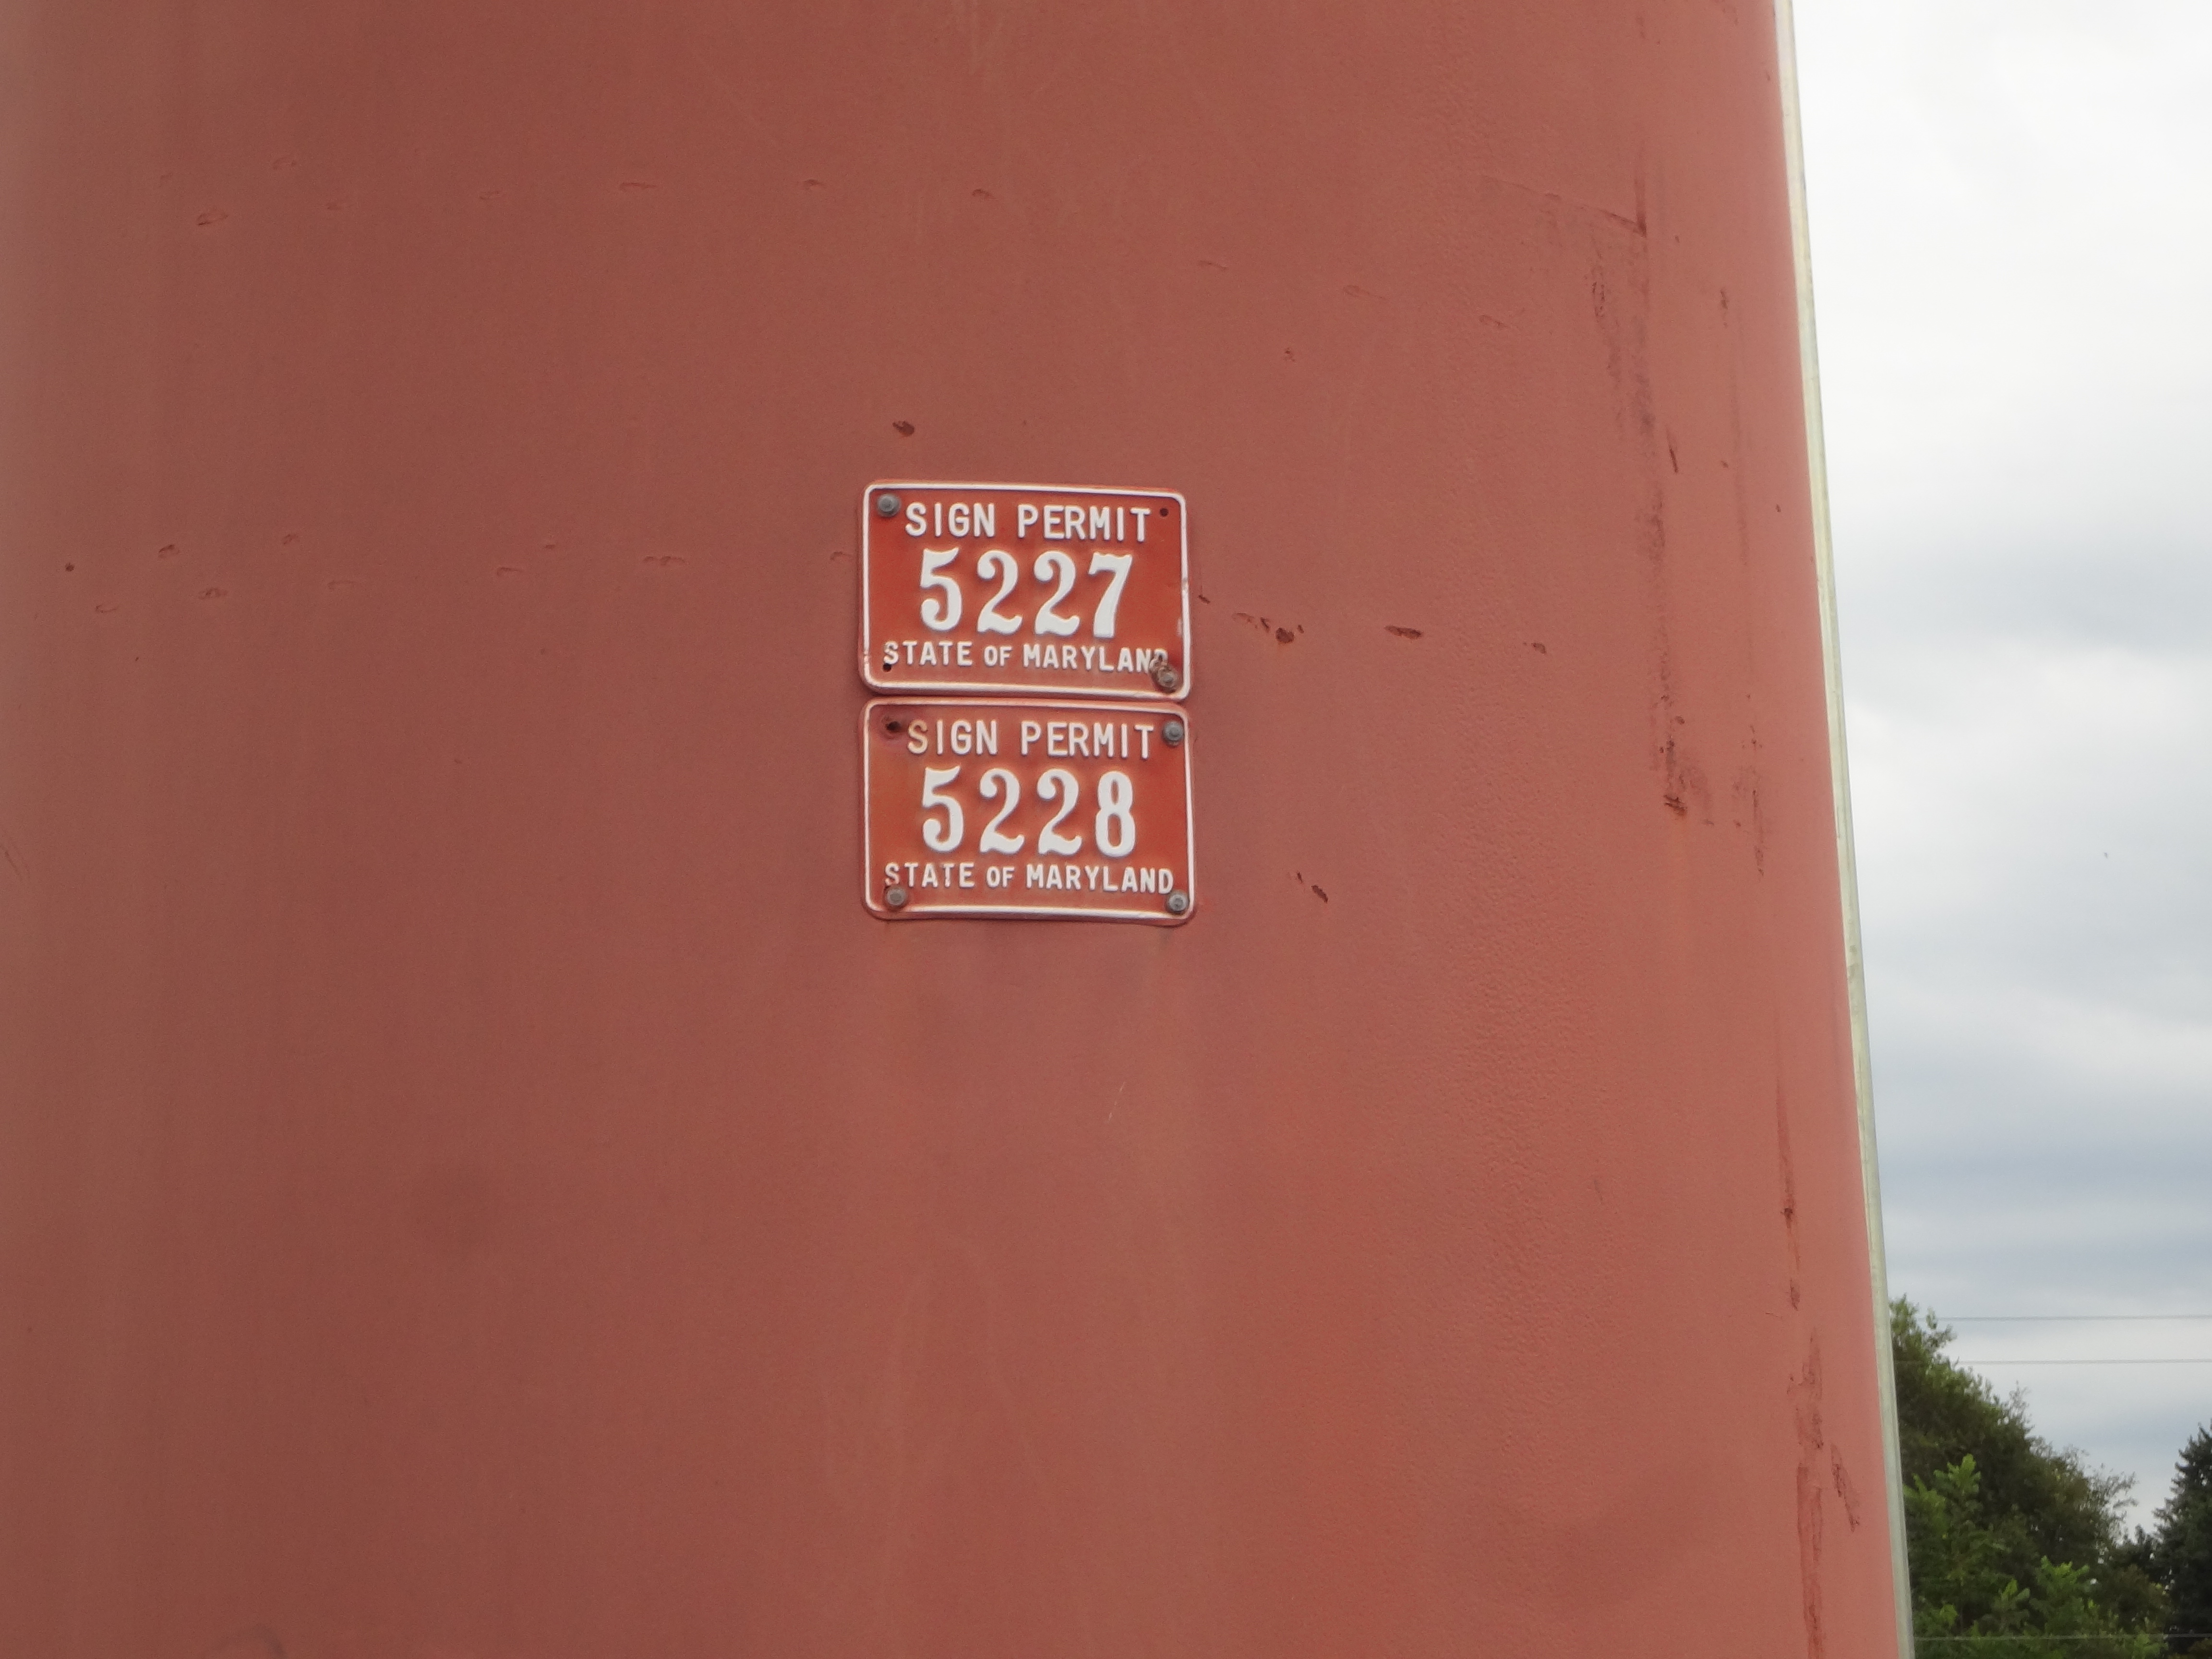 SIGN PERMIT
5227
STATE OF MARYLAND
SIGN PERMIT
5228
STATE OF MARYLAND